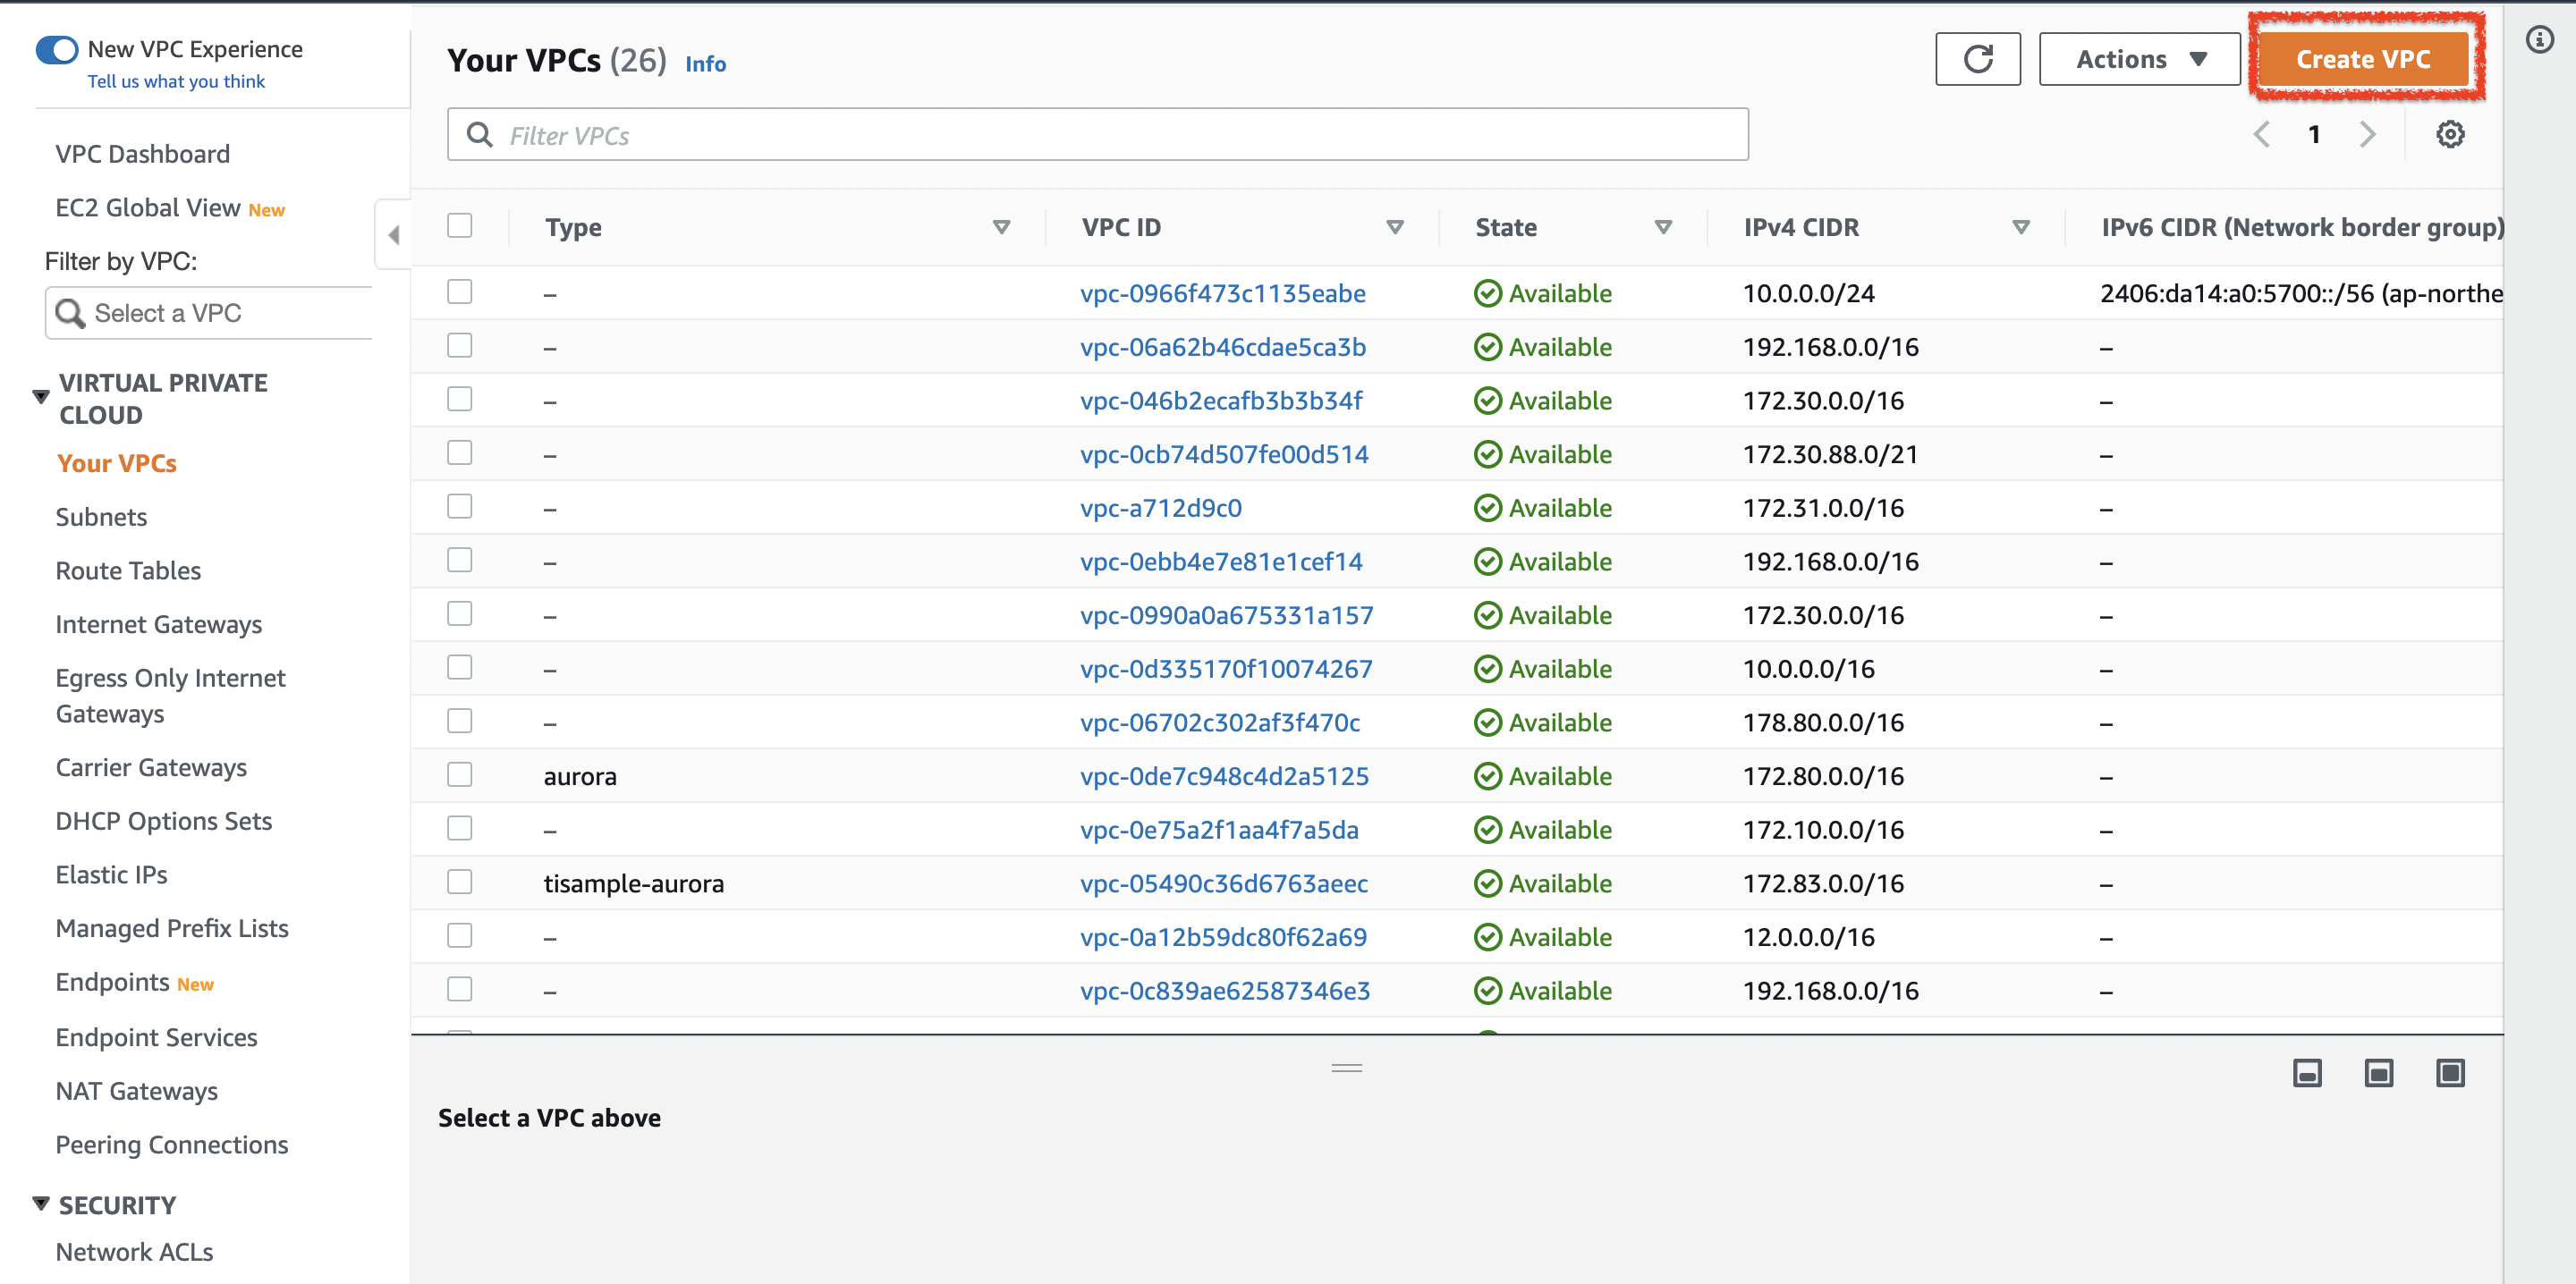 New VPC Experience
Tell us what you think
VPC Dashboard
EC2 Global View New
Filter by VPC:
Select a VPC
VIRTUAL PRIVATE
CLOUD
Your VPCs
Subnets
Route Tables
Internet Gateways
Egress Only Internet
Gateways
Carrier Gateways
DHCP Options Sets
Elastic IPs
Managed Prefix Lists
Endpoints New
Endpoint Services
NAT Gateways
Peering Connections
SECURITY
Network ACLs
Your VPCs (26) Info
Actions
Create VPC
Filter VPCs
1
Type VPC ID State IPv4 CIDR IPv6 CIDR (Network border group)
– vpc-0966f473c1135eabe Available 10.0.0.0/24 2406:da14:a0:5700::/56 (ap-northe
– vpc-06a62b46cdae5ca3b Available 192.168.0.0/16 –
– vpc-046b2ecafb3b3b34f Available 172.30.0.0/16 –
– vpc-0cb74d507fe00d514 Available 172.30.88.0/21 –
– vpc-a712d9c0 Available 172.31.0.0/16 –
– vpc-0ebb4e7e81e1cef14 Available 192.168.0.0/16 –
– vpc-0990a0a675331a157 Available 172.30.0.0/16 –
– vpc-0d335170f10074267 Available 10.0.0.0/16 –
– vpc-06702c302af3f470c Available 178.80.0.0/16 –
aurora vpc-0de7c948c4d2a5125 Available 172.80.0.0/16 –
– vpc-0e75a2f1aa4f7a5da Available 172.10.0.0/16 –
tisample-aurora vpc-05490c36d6763aeec Available 172.83.0.0/16 –
– vpc-0a12b59dc80f62a69 Available 12.0.0.0/16 –
– vpc-0c839ae62587346e3 Available 192.168.0.0/16 –
Select a VPC above